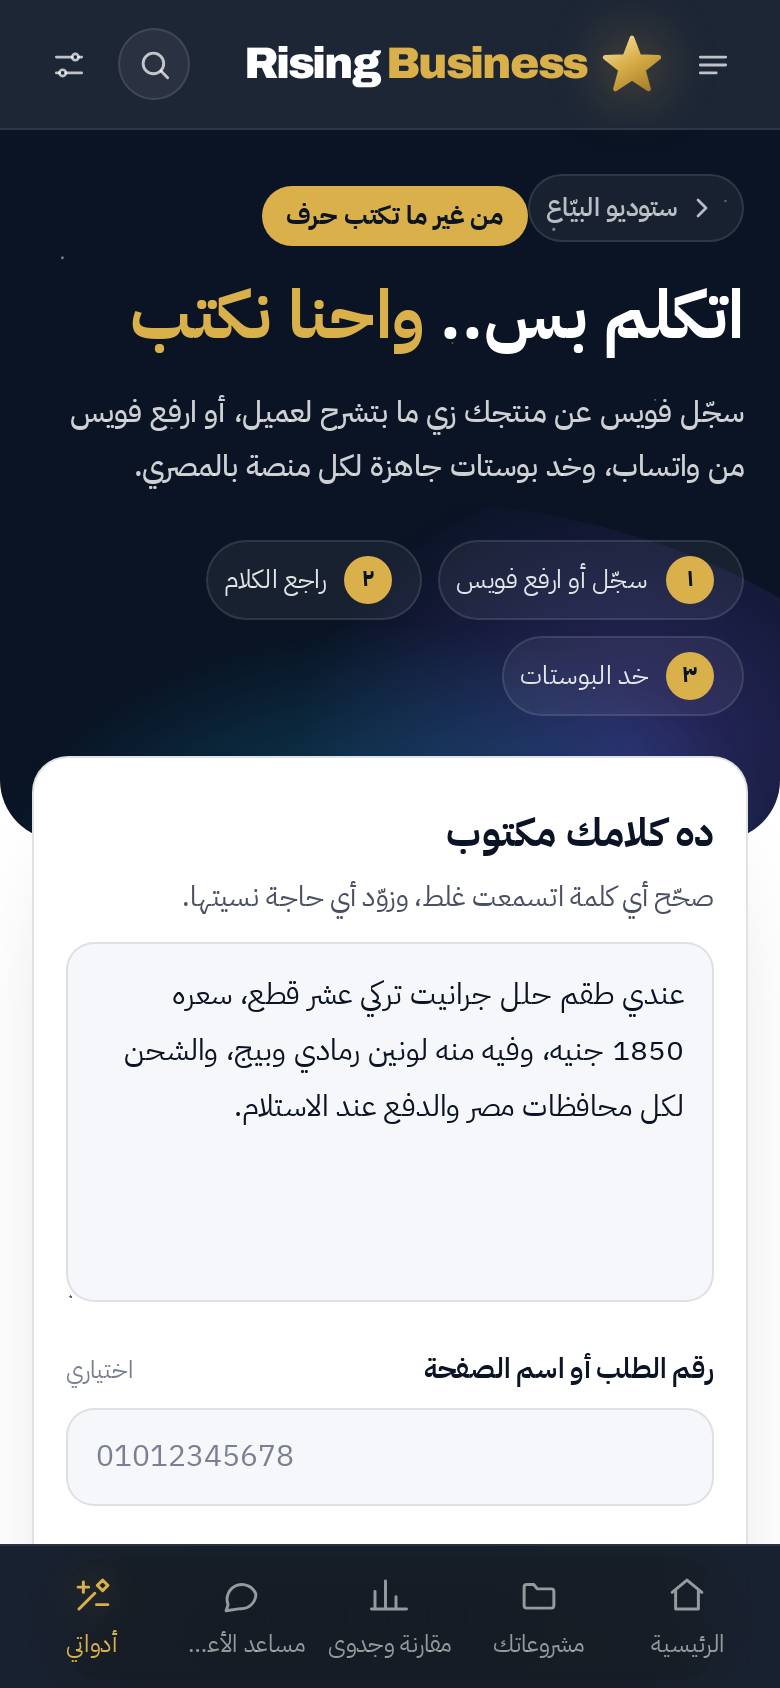 Rising Business
ستوديو البيّاع
من غير ما تكتب حرف
اتكلم بس.. واحنا نكتب
سجّل فويس عن منتجك زي ما بتشرح لعميل، أو ارفع فويس
من واتساب، وخد بوستات جاهزة لكل منصة بالمصري.
١ سجّل أو ارفع فويس
٢ راجع الكلام
٣ خد البوستات
ده كلامك مكتوب
صحّح أي كلمة اتسمعت غلط، وزوّد أي حاجة نسيتها.
عندي طقم حلل جرانيت تركي عشر قطع، سعره
1850 جنيه، وفيه منه لونين رمادي وبيج، والشحن
لكل محافظات مصر والدفع عند الاستلام.
رقم الطلب أو اسم الصفحة
اختياري
01012345678
الرئيسية
مشروعاتك
مقارنة وجدوى
مساعد الأع...
أدواتي